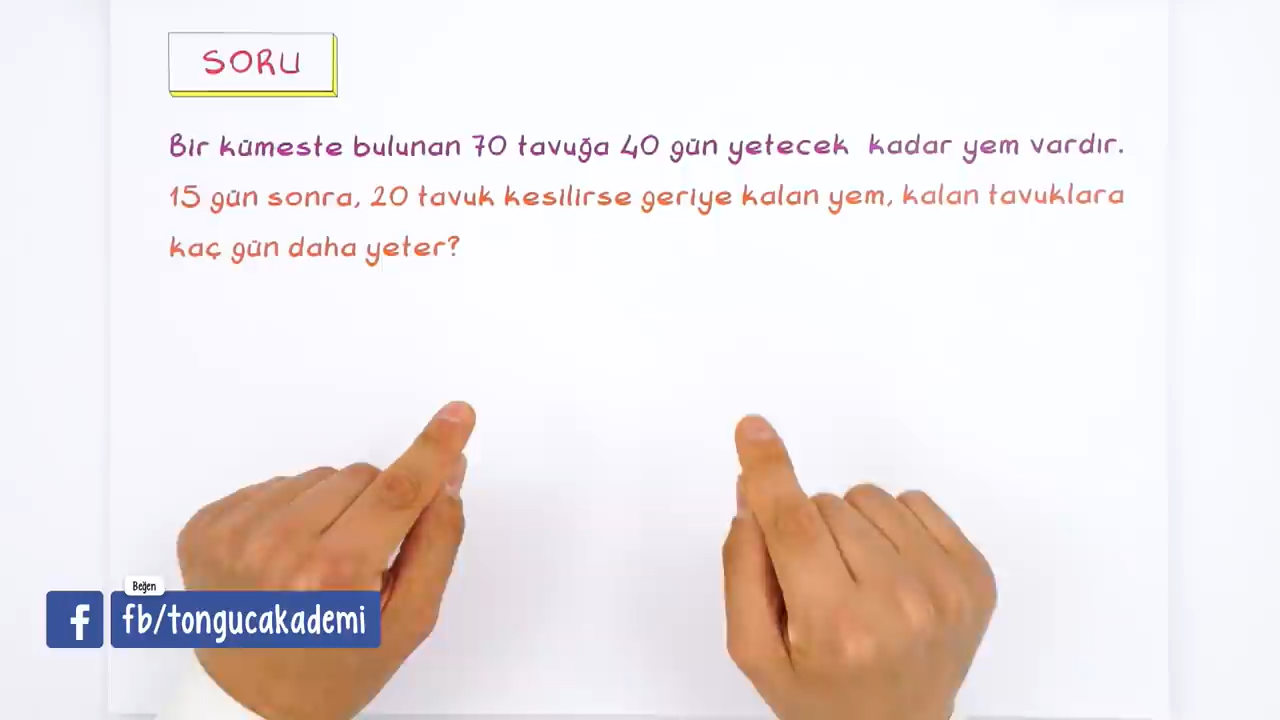 SORU
Bir kümeste bulunan 70 tavuğa 40 gün yetecek kadar yem vardır.
15 gün sonra, 20 tavuk kesilirse geriye kalan yem, kalan tavuklara
kaç gün daha yeter?
Beğen
f fb/tongucakademi